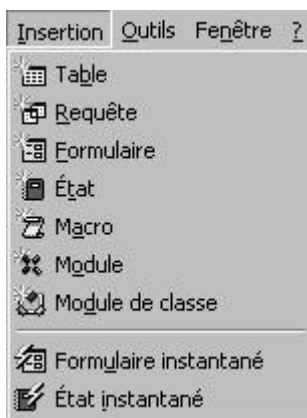 Insertion Outils Fenêtre ?
Table
Requête
Formulaire
État
Macro
Module
Module de classe
Formulaire instantané
État instantané